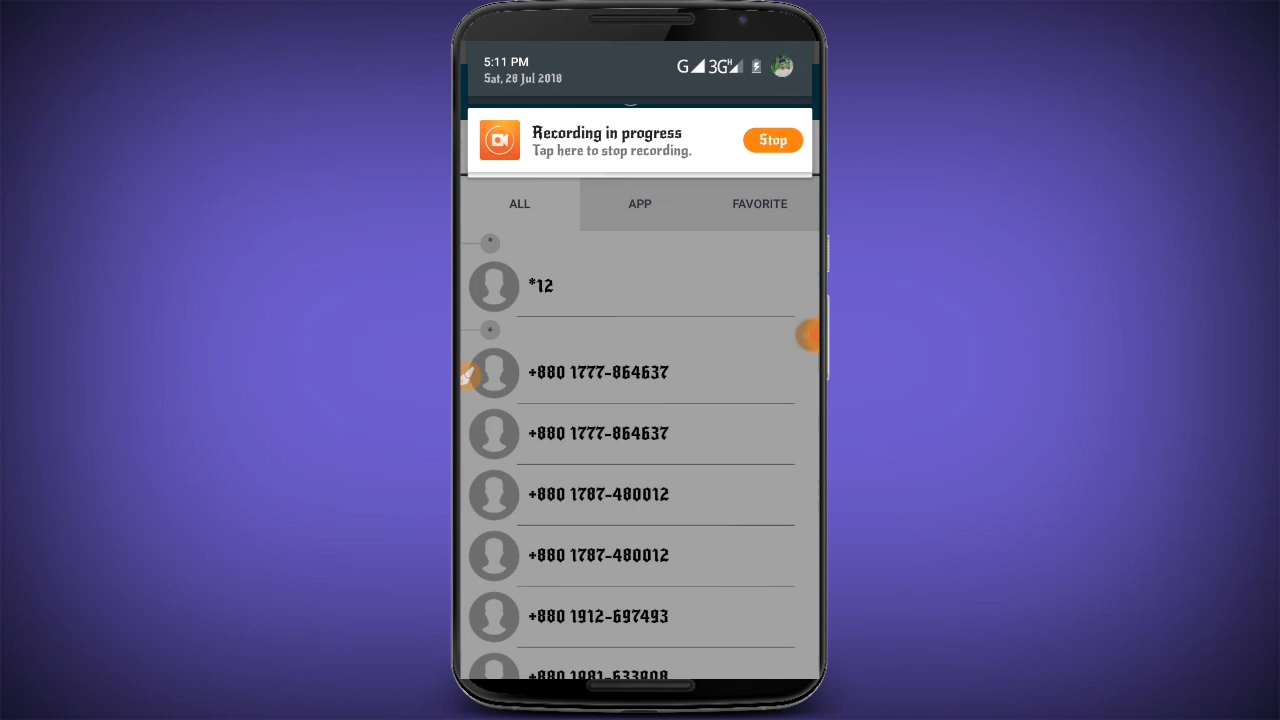 5:11 PM
G 3G H
Sat, 28 Jul 2018
Recording in progress
Tap here to stop recording.
Stop
ALL
APP
FAVORITE
*
*12
+
+880 1777-864637
+880 1777-864637
+880 1787-480012
+880 1787-480012
+880 1912-697493
+880 1981-633908